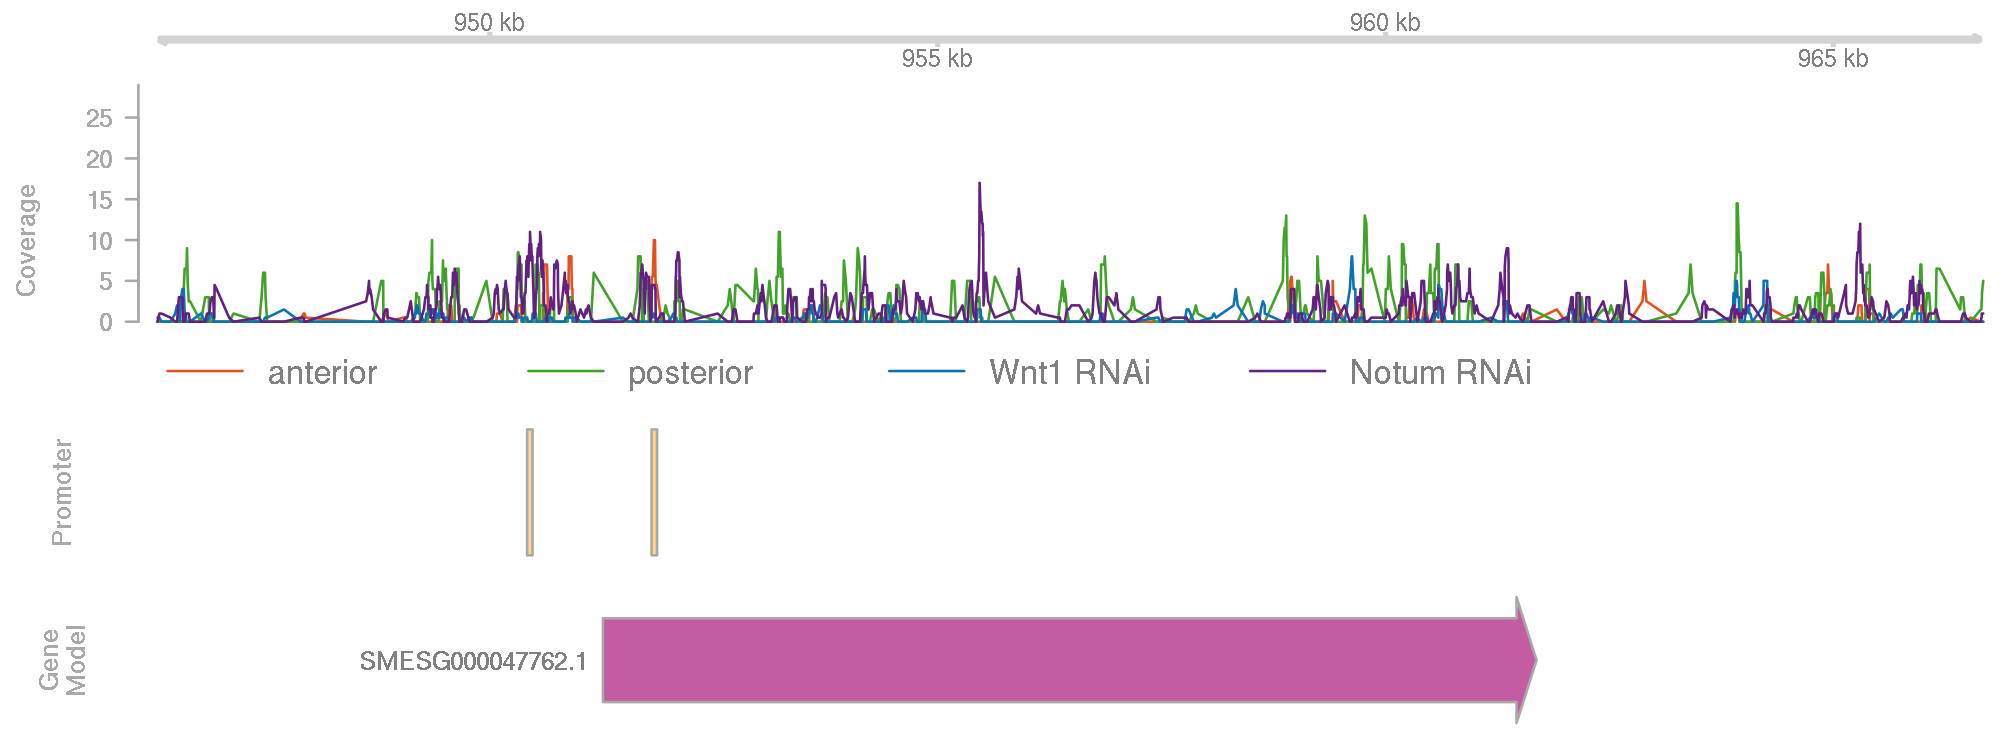 950 kb
960 kb
955 kb
965 kb
Coverage
25
20
15
10
5
0
anterior
posterior
Wnt1 RNAi
Notum RNAi
Promoter
Gene
Model
SMESG000047762.1